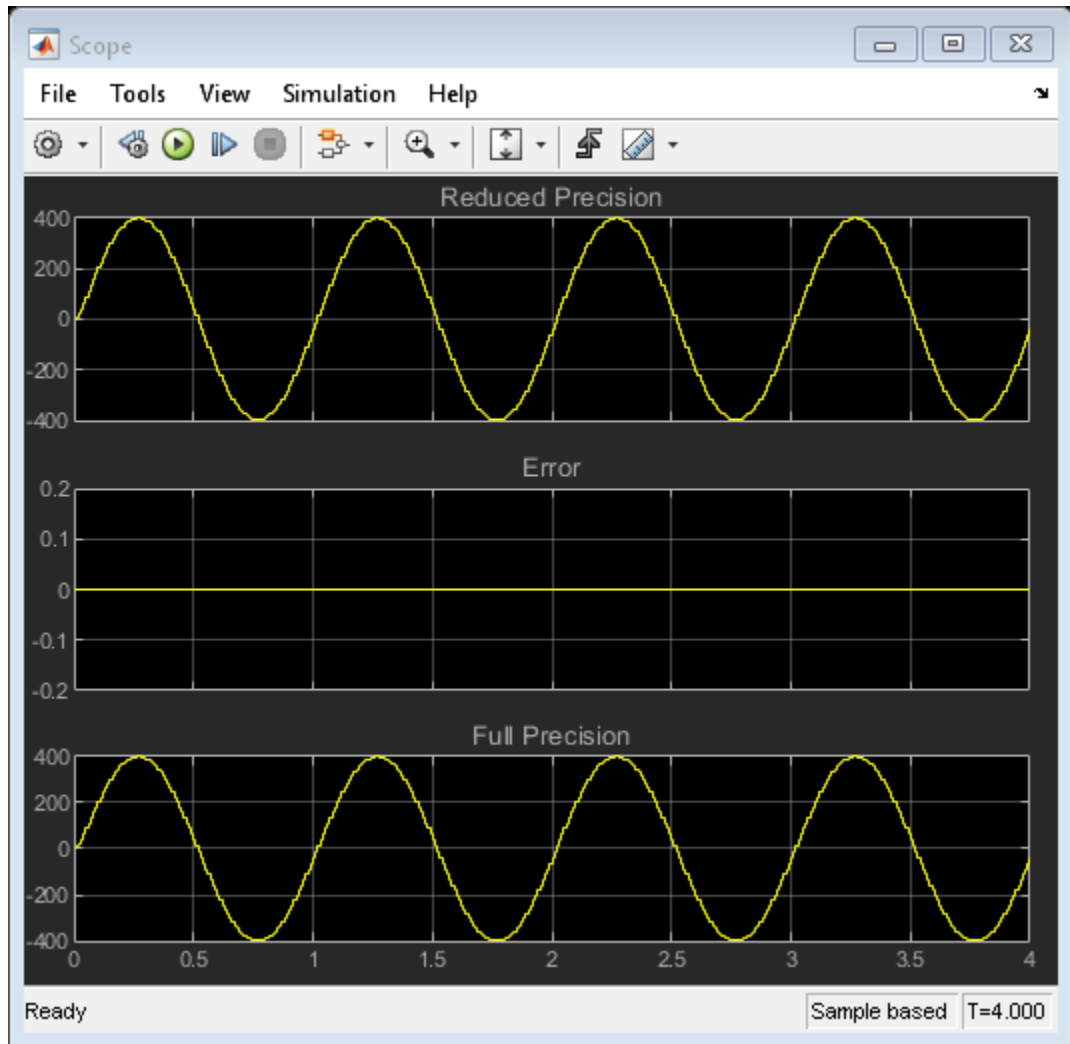 Scope
File Tools View Simulation Help
Reduced Precision
400
200
0
-200
-400
Error
0.2
0.1
0
-0.1
-0.2
Full Precision
400
200
0
-200
-400
0 0.5 1 1.5 2 2.5 3 3.5 4
Ready Sample based T=4.000